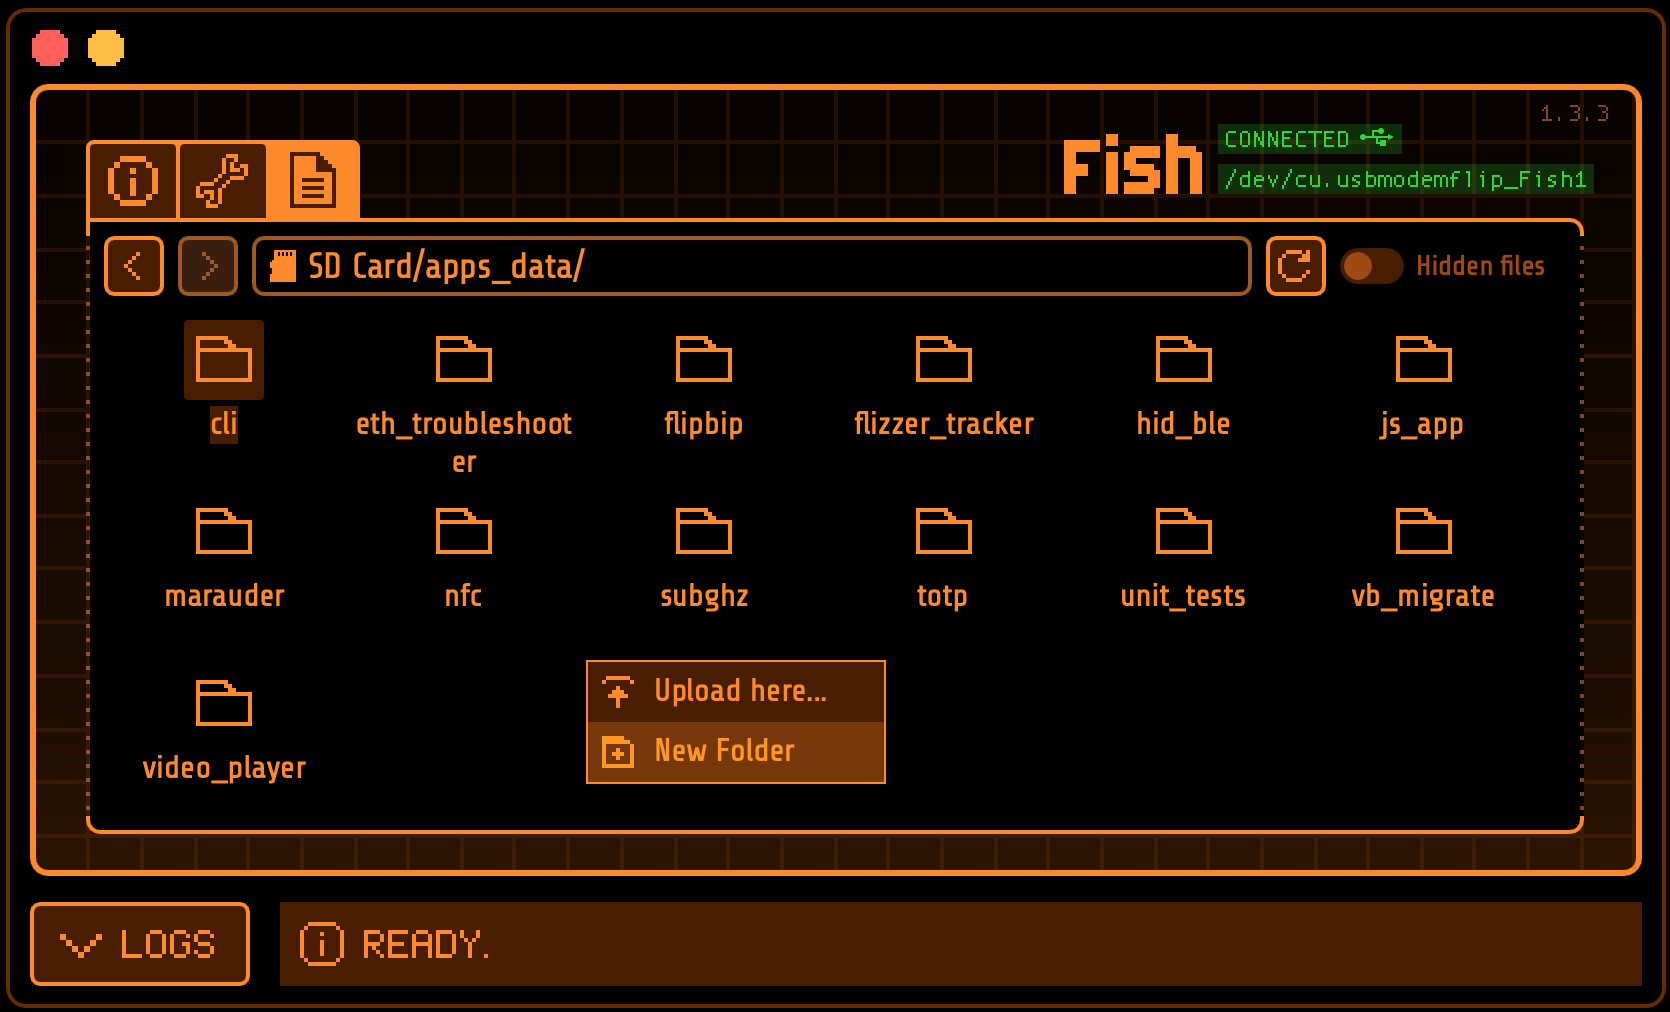 1.3.3
Fish
CONNECTED
/dev/cu.usbmodemflip_Fish1
SD Card/apps_data/
Hidden files
cli
eth_troubleshoot
er
flipbip
flizzer_tracker
hid_ble
js_app
marauder
nfc
subghz
totp
unit_tests
vb_migrate
video_player
Upload here...
New Folder
LOGS
READY.